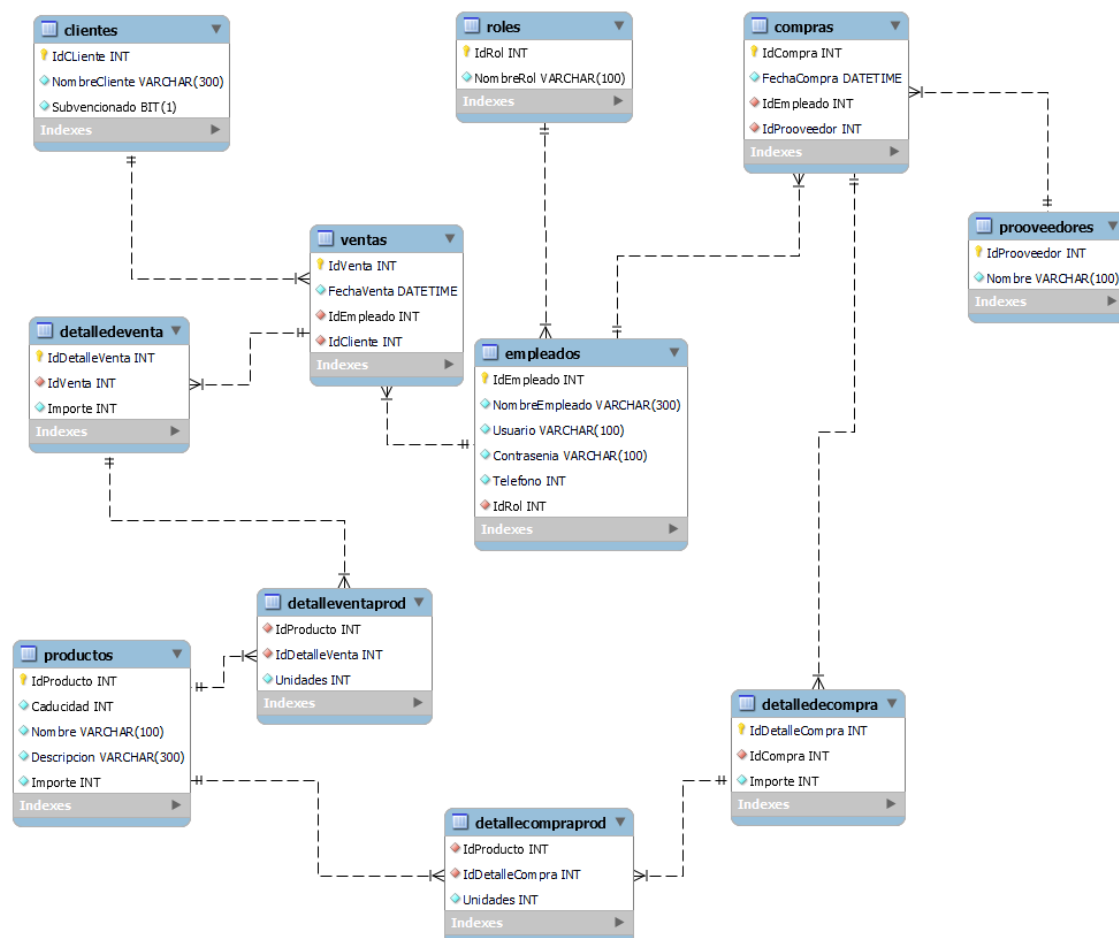 clientes
IdCLiente INT
NombreCliente VARCHAR(300)
Subvencionado BIT(1)
Indexes
roles
IdRol INT
NombreRol VARCHAR(100)
Indexes
compras
IdCompra INT
FechaCompra DATETIME
IdEmpleado INT
IdProoveedor INT
Indexes
prooveedores
IdProoveedor INT
Nombre VARCHAR(100)
Indexes
ventas
IdVenta INT
FechaVenta DATETIME
IdEmpleado INT
IdCliente INT
Indexes
detalledeventa
IdDetalleVenta INT
IdVenta INT
Importe INT
Indexes
empleados
IdEmpleado INT
NombreEmpleado VARCHAR(300)
Usuario VARCHAR(100)
Contrasenia VARCHAR(100)
Telefono INT
IdRol INT
Indexes
detalleventaprod
IdProducto INT
IdDetalleVenta INT
Unidades INT
Indexes
productos
IdProducto INT
Caducidad INT
Nombre VARCHAR(100)
Descripcion VARCHAR(300)
Importe INT
Indexes
detalledecompra
IdDetalleCompra INT
IdCompra INT
Importe INT
Indexes
detallecompraprod
IdProducto INT
IdDetalleCompra INT
Unidades INT
Indexes